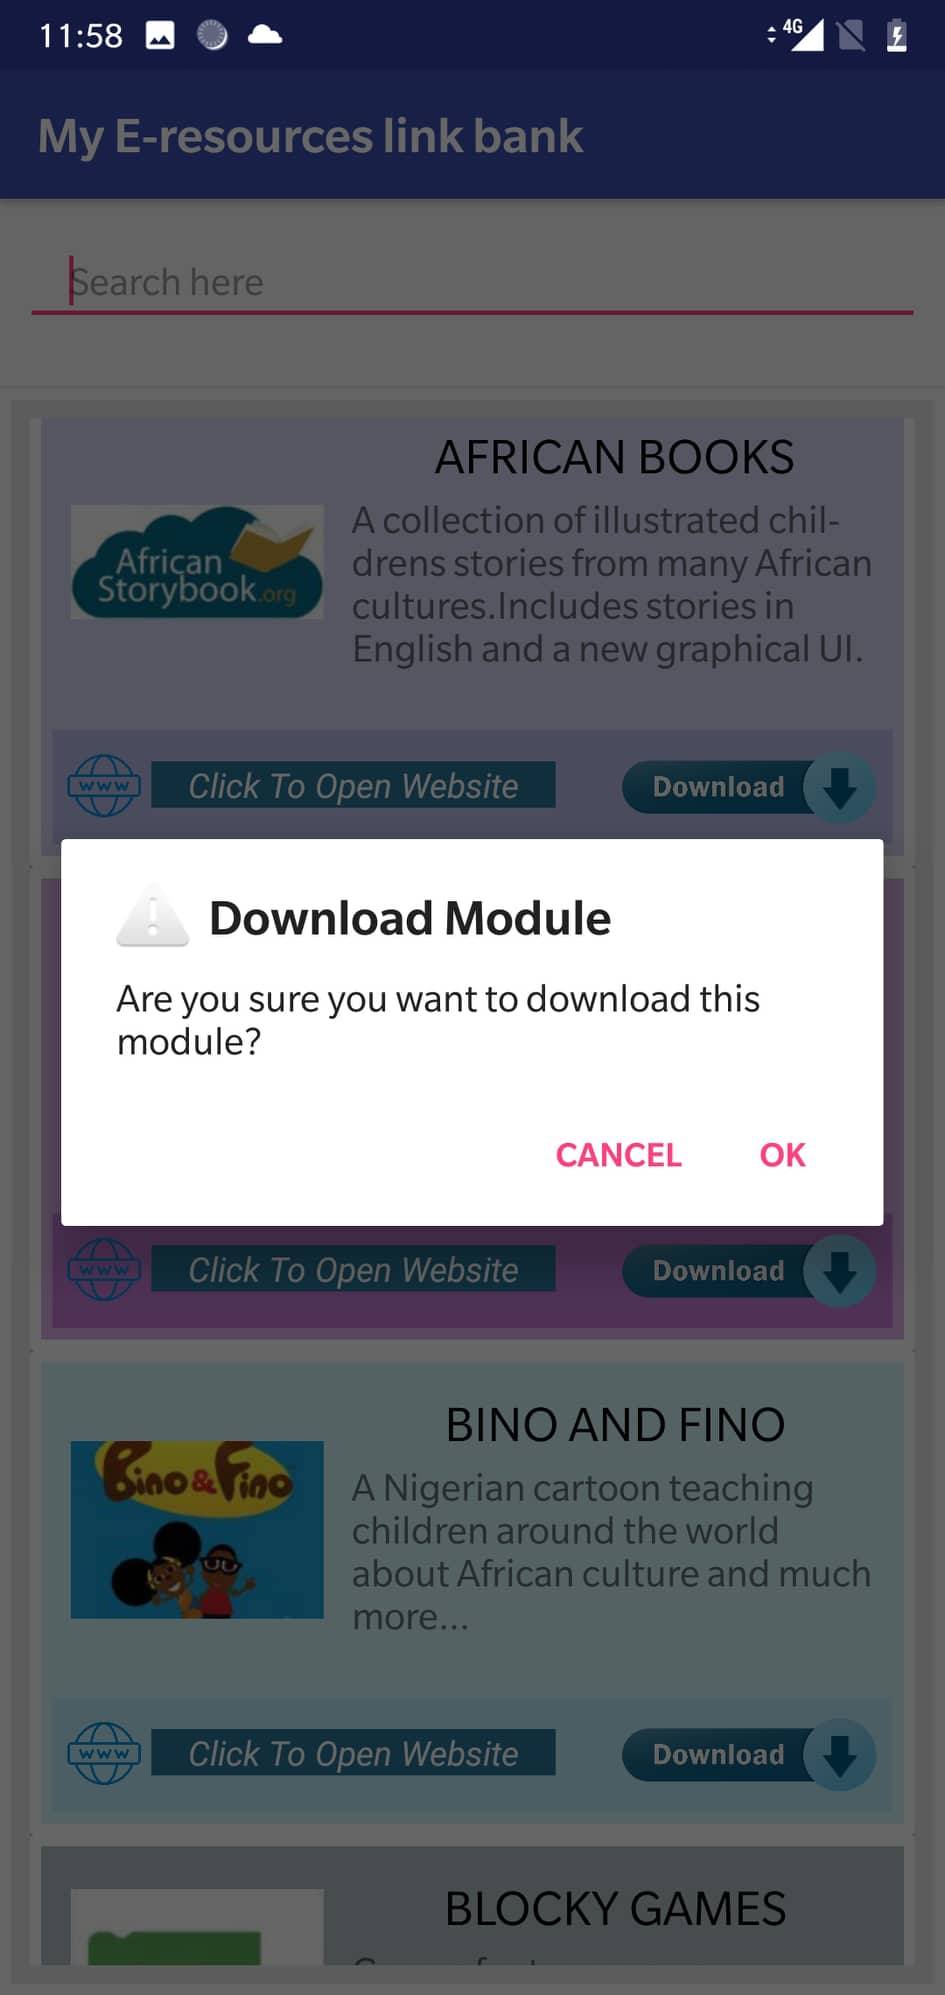 11:58
4G
My E-resources link bank
Search here
AFRICAN BOOKS
African
Storybook.org
A collection of illustrated chil-
drens stories from many African
cultures.Includes stories in
English and a new graphical UI.
www
Click To Open Website
Download
Download Module
Are you sure you want to download this
module?
CANCEL
OK
www
Click To Open Website
Download
BINO AND FINO
Bino&Fino
A Nigerian cartoon teaching
children around the world
about African culture and much
more...
www
Click To Open Website
Download
BLOCKY GAMES